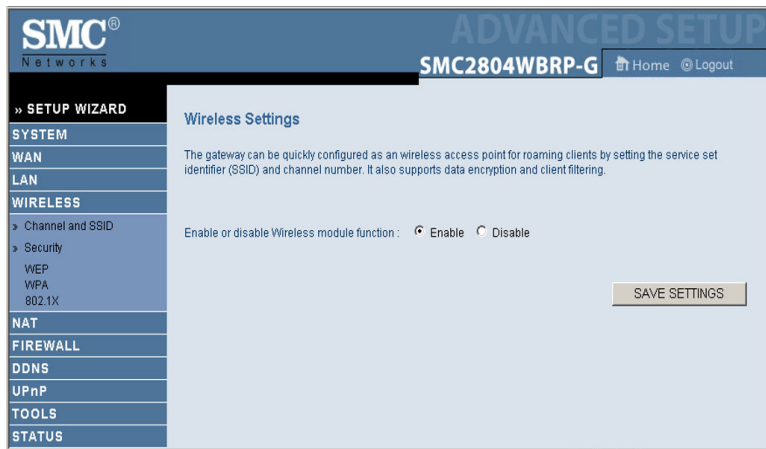 SMC®
Networks
ADVANCED SETUP
SMC2804WBRP-G
Home Logout
» SETUP WIZARD
SYSTEM
WAN
LAN
WIRELESS
» Channel and SSID
» Security
WEP
WPA
802.1X
NAT
FIREWALL
DDNS
UPnP
TOOLS
STATUS
Wireless Settings
The gateway can be quickly configured as an wireless access point for roaming clients by setting the service set
identifier (SSID) and channel number. It also supports data encryption and client filtering.
Enable or disable Wireless module function : Enable Disable
SAVE SETTINGS